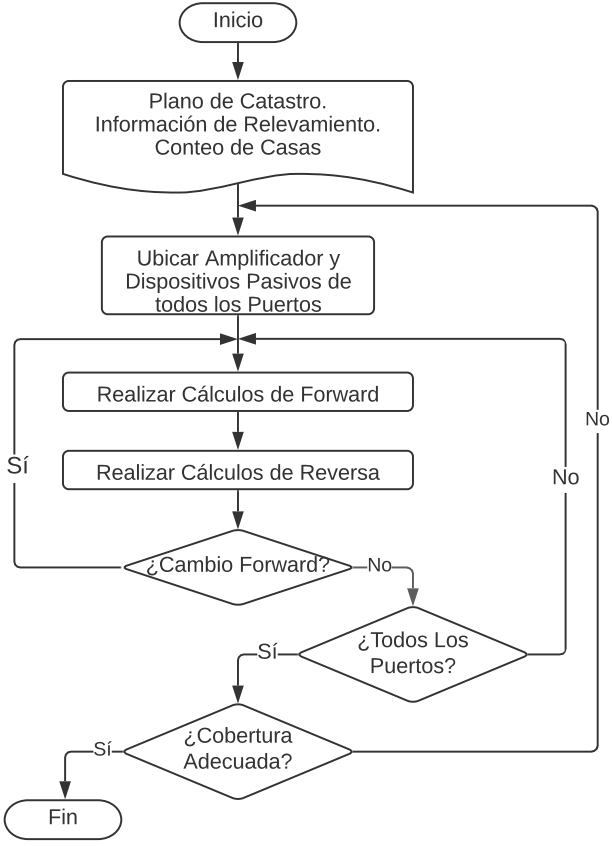 Inicio
Plano de Catastro.
Información de Relevamiento.
Conteo de Casas
Ubicar Amplificador y
Dispositivos Pasivos de
todos los Puertos
Realizar Cálculos de Forward
No
Realizar Cálculos de Reversa
Sí
No
¿Cambio Forward?
No
¿Todos Los
Puertos?
Sí
¿Cobertura
Adecuada?
Sí
Fin